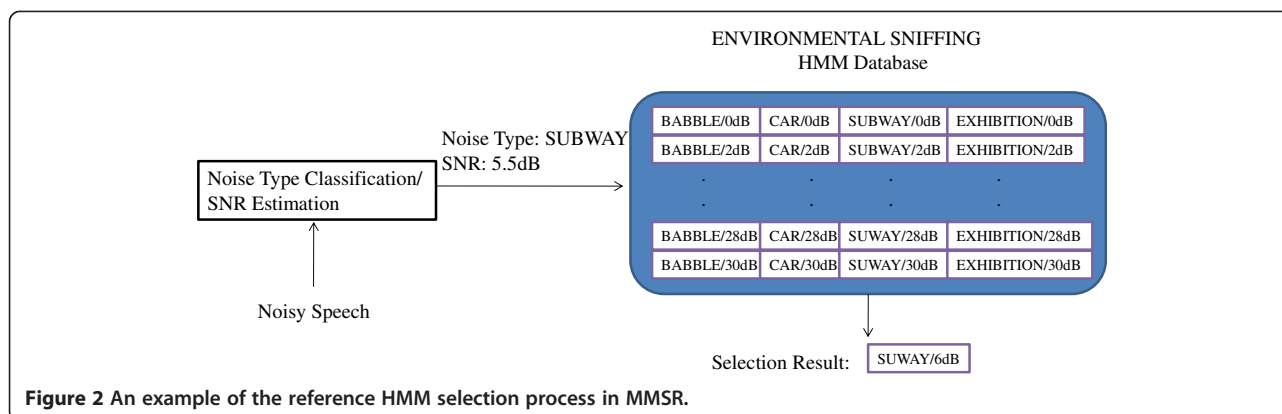 ENVIRONMENTAL SNIFFING
HMM Database
BABBLE/0dB CAR/0dB SUBWAY/0dB EXHIBITION/0dB
BABBLE/2dB CAR/2dB SUBWAY/2dB EXHIBITION/2dB
. . . .
. . . .
BABBLE/28dB CAR/28dB SUWAY/28dB EXHIBITION/28dB
BABBLE/30dB CAR/30dB SUWAY/30dB EXHIBITION/30dB
Noise Type: SUBWAY
SNR: 5.5dB
Noise Type Classification/
SNR Estimation
Noisy Speech
Selection Result: SUWAY/6dB
Figure 2 An example of the reference HMM selection process in MMSR.